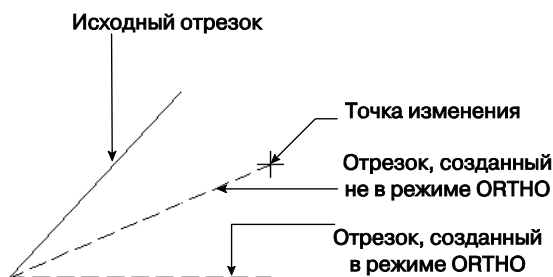 Исходный отрезок
Точка изменения
Отрезок, созданный
не в режиме ORTHO
Отрезок, созданный
в режиме ORTHO